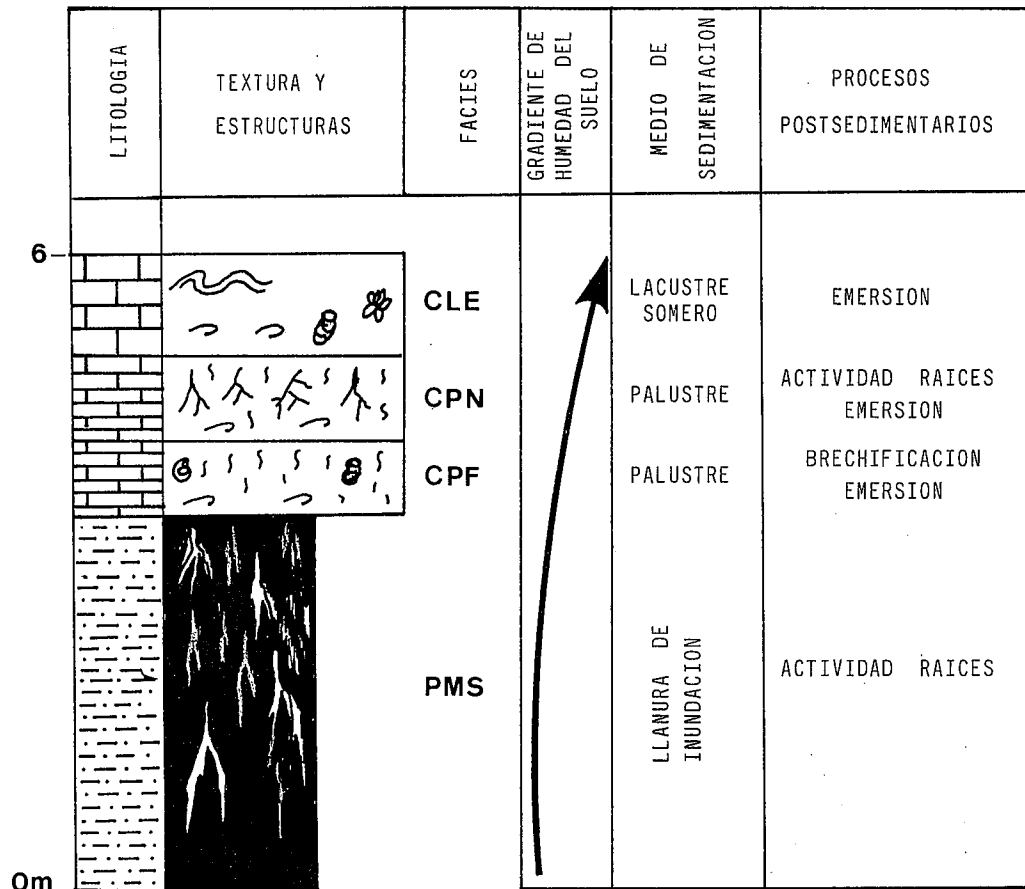 LITOLOGIA
TEXTURA Y
ESTRUCTURAS
FACIES
GRADIENTE DE
HUMEDAD DEL
SUELO
MEDIO DE
SEDIMENTACION
PROCESOS
POSTSEDIMENTARIOS
6
CLE
LACUSTRE
SOMERO
EMERSION
CPN
PALUSTRE
ACTIVIDAD RAICES
EMERSION
CPF
PALUSTRE
BRECHIFICACION
EMERSION
PMS
LLANURA DE
INUNDACION
ACTIVIDAD RAICES
0m